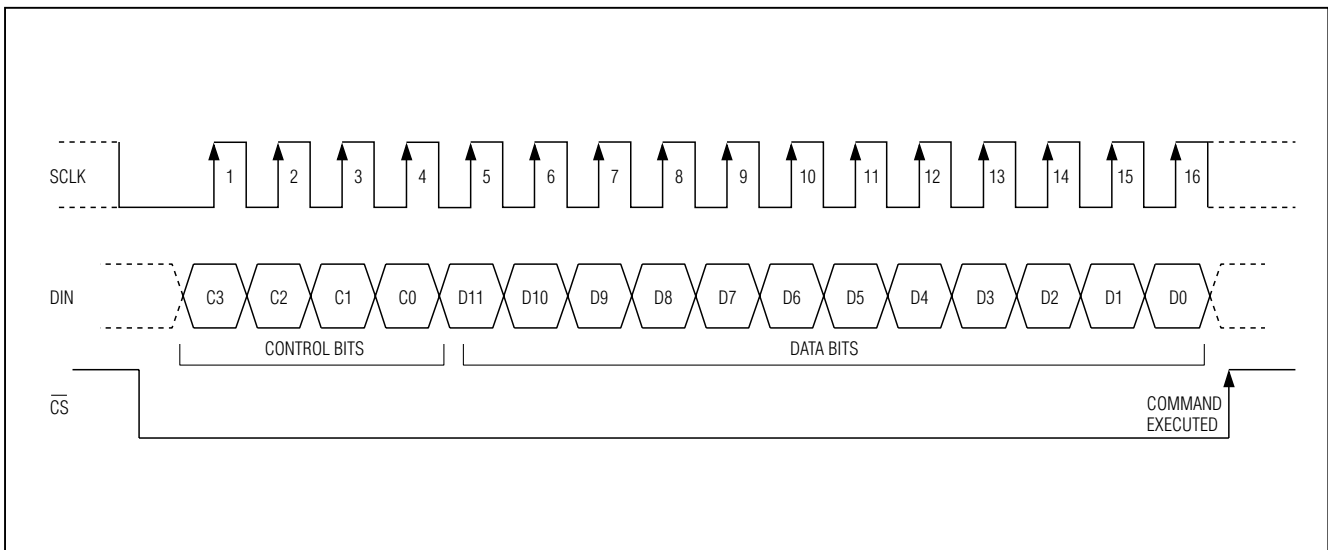 SCLK 1 2 3 4 5 6 7 8 9 10 11 12 13 14 15 16
DIN C3 C2 C1 C0 D11 D10 D9 D8 D7 D6 D5 D4 D3 D2 D1 D0
CONTROL BITS DATA BITS
C̅S̅ COMMAND
EXECUTED